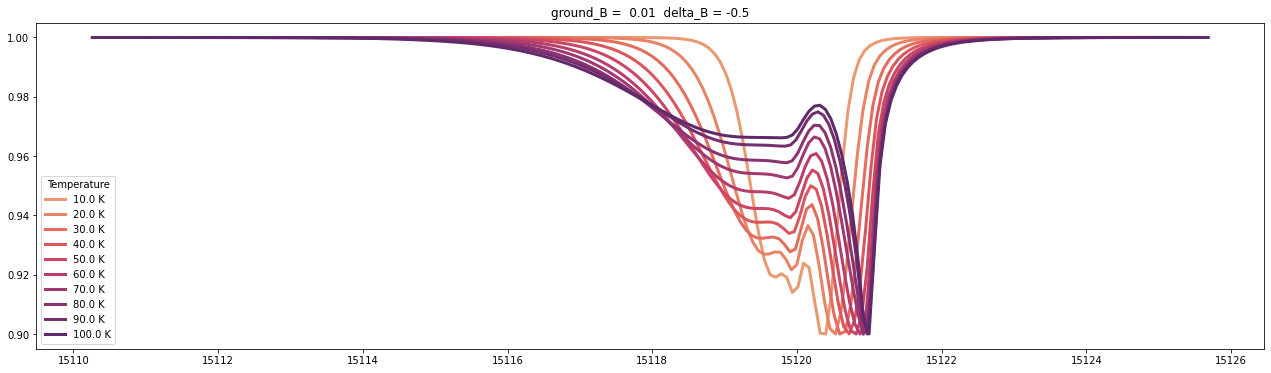 ground_B =  0.01  delta_B = -0.5
1.00
0.98
0.96
0.94
0.92
0.90
Temperature
10.0 K
20.0 K
30.0 K
40.0 K
50.0 K
60.0 K
70.0 K
80.0 K
90.0 K
100.0 K
15110 15112 15114 15116 15118 15120 15122 15124 15126